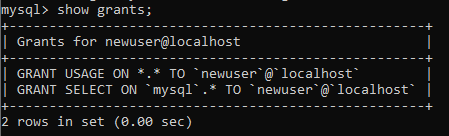 mysql> show grants;
+-----------------------------------------------------+
| Grants for newuser@localhost                        |
+-----------------------------------------------------+
| GRANT USAGE ON *.* TO `newuser`@`localhost`         |
| GRANT SELECT ON `mysql`.* TO `newuser`@`localhost`  |
+-----------------------------------------------------+
2 rows in set (0.00 sec)